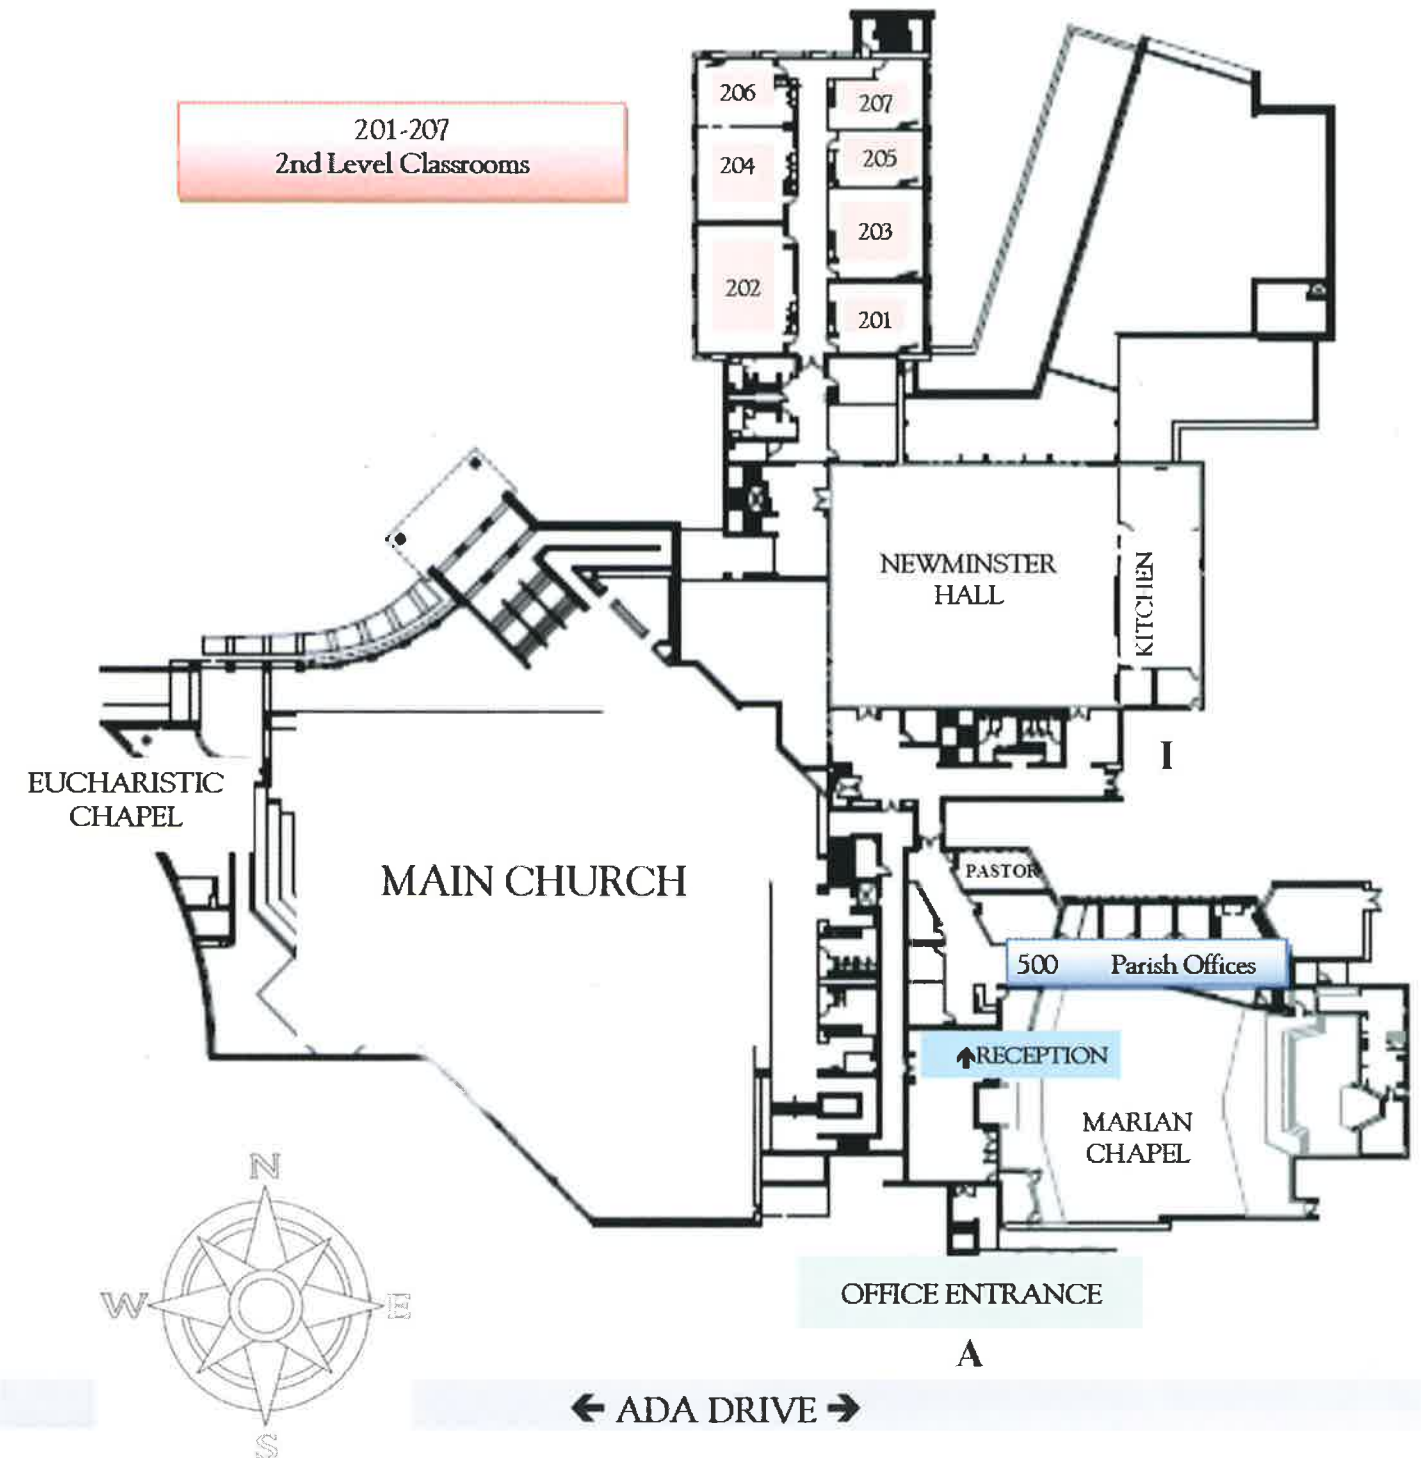 201-207
2nd Level Classrooms
206
207
204
205
203
202
201
NEWMINSTER
HALL
KITCHEN
I
EUCHARISTIC
CHAPEL
MAIN CHURCH
PASTOR
500 Parish Offices
↑RECEPTION
MARIAN
CHAPEL
OFFICE ENTRANCE
A
← ADA DRIVE →
N
W
E
S